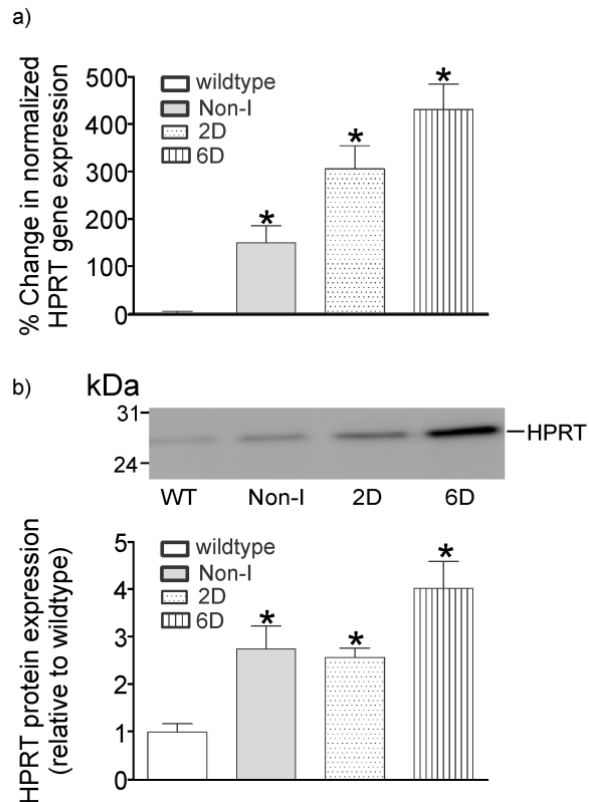 a)
% Change in normalized
HPRT gene expression
500
400
300
200
100
0
wildtype
Non-I
2D
6D
*
*
*
b)
kDa
31
24
HPRT
WT Non-I 2D 6D
HPRT protein expression
(relative to wildtype)
5
4
3
2
1
0
wildtype
Non-I
2D
6D
*
*
*